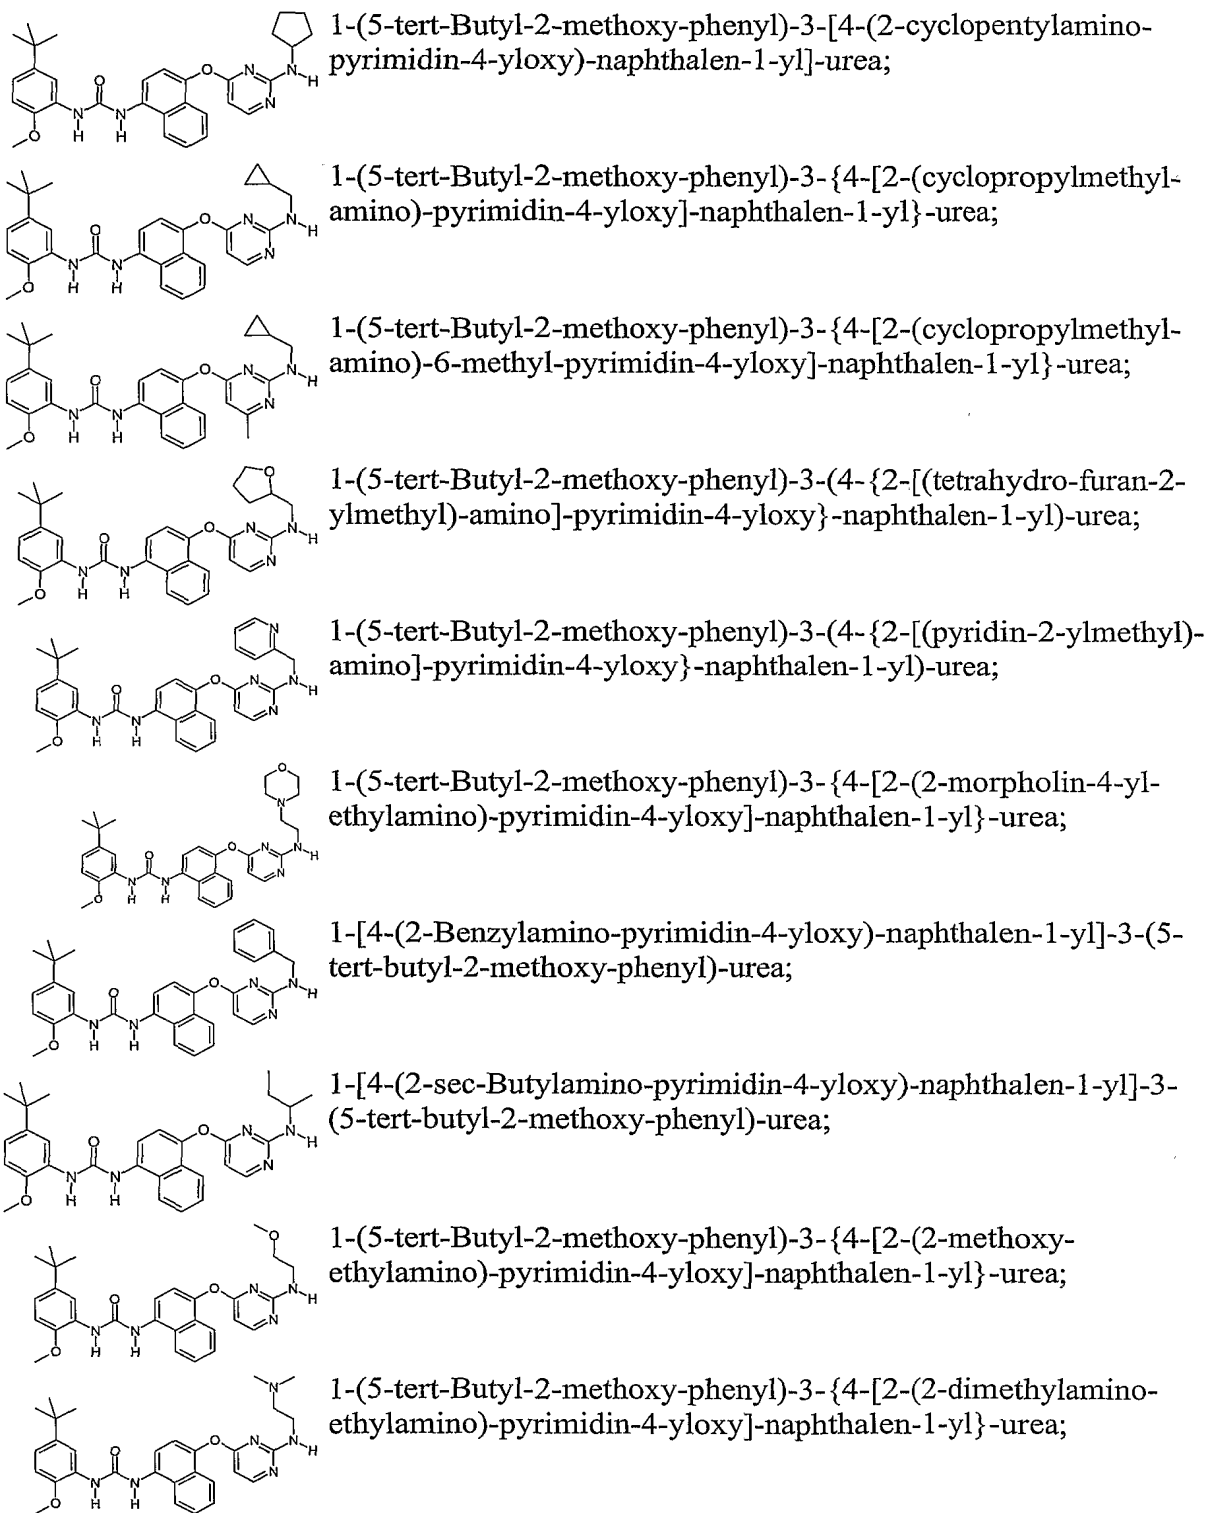 1-(5-tert-Butyl-2-methoxy-phenyl)-3-[4-(2-cyclopentylamino-
pyrimidin-4-yloxy)-naphthalen-1-yl]-urea;
1-(5-tert-Butyl-2-methoxy-phenyl)-3-{4-[2-(cyclopropylmethyl-
amino)-pyrimidin-4-yloxy]-naphthalen-1-yl}-urea;
1-(5-tert-Butyl-2-methoxy-phenyl)-3-{4-[2-(cyclopropylmethyl-
amino)-6-methyl-pyrimidin-4-yloxy]-naphthalen-1-yl}-urea;
1-(5-tert-Butyl-2-methoxy-phenyl)-3-(4-{2-[(tetrahydro-furan-2-
ylmethyl)-amino]-pyrimidin-4-yloxy}-naphthalen-1-yl)-urea;
1-(5-tert-Butyl-2-methoxy-phenyl)-3-(4-{2-[(pyridin-2-ylmethyl)-
amino]-pyrimidin-4-yloxy}-naphthalen-1-yl)-urea;
1-(5-tert-Butyl-2-methoxy-phenyl)-3-{4-[2-(2-morpholin-4-yl-
ethylamino)-pyrimidin-4-yloxy]-naphthalen-1-yl}-urea;
1-[4-(2-Benzylamino-pyrimidin-4-yloxy)-naphthalen-1-yl]-3-(5-
tert-butyl-2-methoxy-phenyl)-urea;
1-[4-(2-sec-Butylamino-pyrimidin-4-yloxy)-naphthalen-1-yl]-3-
(5-tert-butyl-2-methoxy-phenyl)-urea;
1-(5-tert-Butyl-2-methoxy-phenyl)-3-{4-[2-(2-methoxy-
ethylamino)-pyrimidin-4-yloxy]-naphthalen-1-yl}-urea;
1-(5-tert-Butyl-2-methoxy-phenyl)-3-{4-[2-(2-dimethylamino-
ethylamino)-pyrimidin-4-yloxy]-naphthalen-1-yl}-urea;